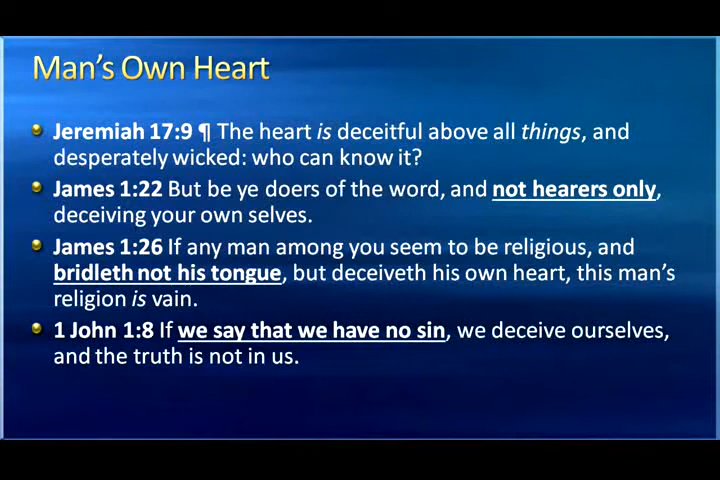 Man's Own Heart
Jeremiah 17:9 ¶ The heart is deceitful above all things, and
desperately wicked: who can know it?
James 1:22 But be ye doers of the word, and not hearers only,
deceiving your own selves.
James 1:26 If any man among you seem to be religious, and
bridleth not his tongue, but deceiveth his own heart, this man's
religion is vain.
1 John 1:8 If we say that we have no sin, we deceive ourselves,
and the truth is not in us.